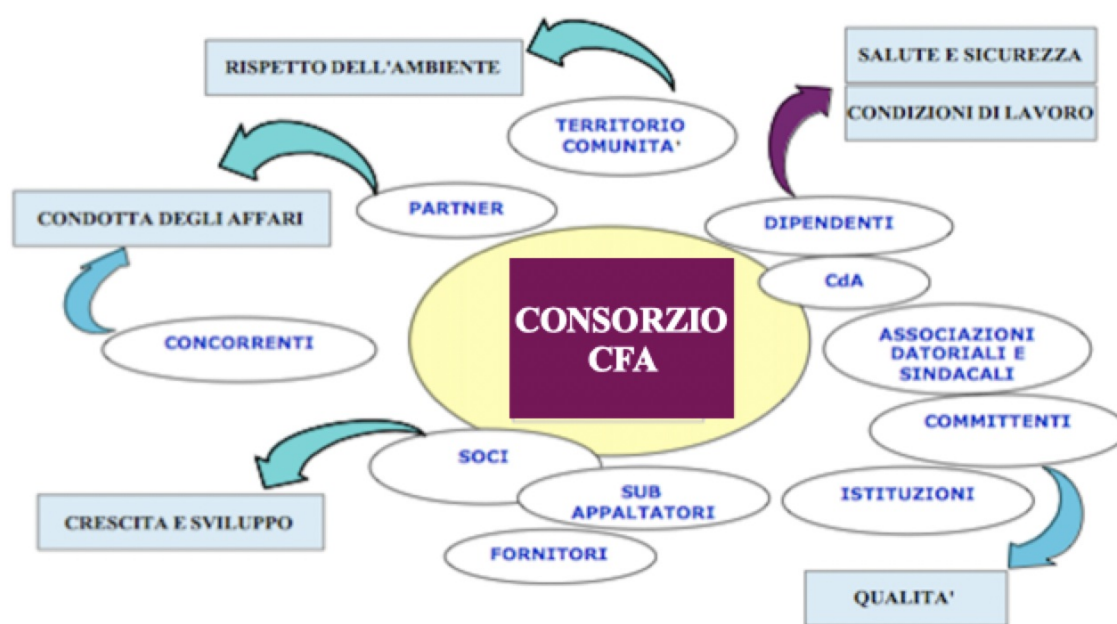 RISPETTO DELL'AMBIENTE
SALUTE E SICUREZZA
CONDIZIONI DI LAVORO
TERRITORIO
COMUNITA'
PARTNER
DIPENDENTI
CONDOTTA DEGLI AFFARI
CdA
CONSORZIO
CFA
CONCORRENTI
ASSOCIAZIONI
DATORIALI E
SINDACALI
COMMITTENTI
SOCI
SUB
APPALTATORI
ISTITUZIONI
CRESCITA E SVILUPPO
FORNITORI
QUALITA'